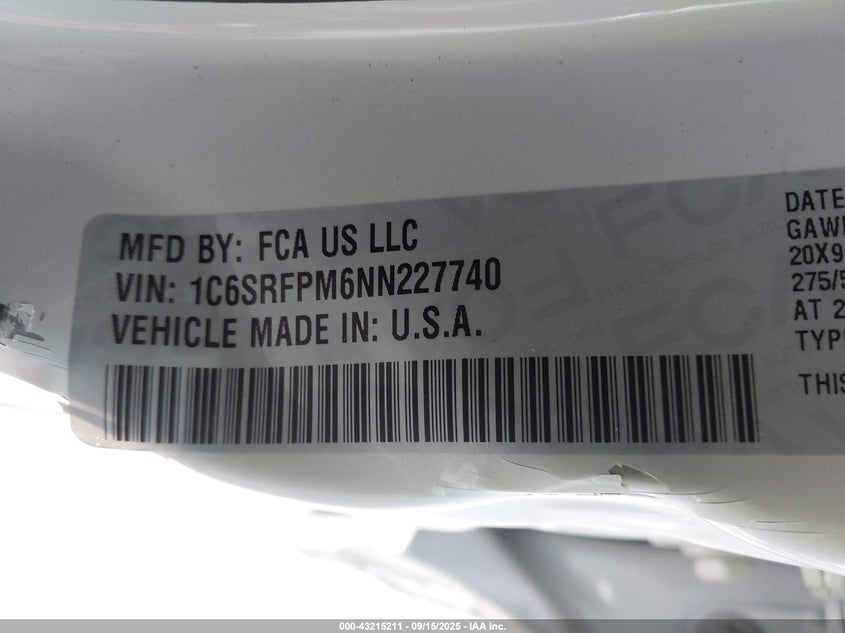 MFD BY: FCA US LLC
VIN: 1C6SRFPM6NN227740
VEHICLE MADE IN: U.S.A.
DATE
GAW
20X9
275/5
AT 2
TYP
THIS
000-43215211 - 09/15/2025 - IAA Inc.